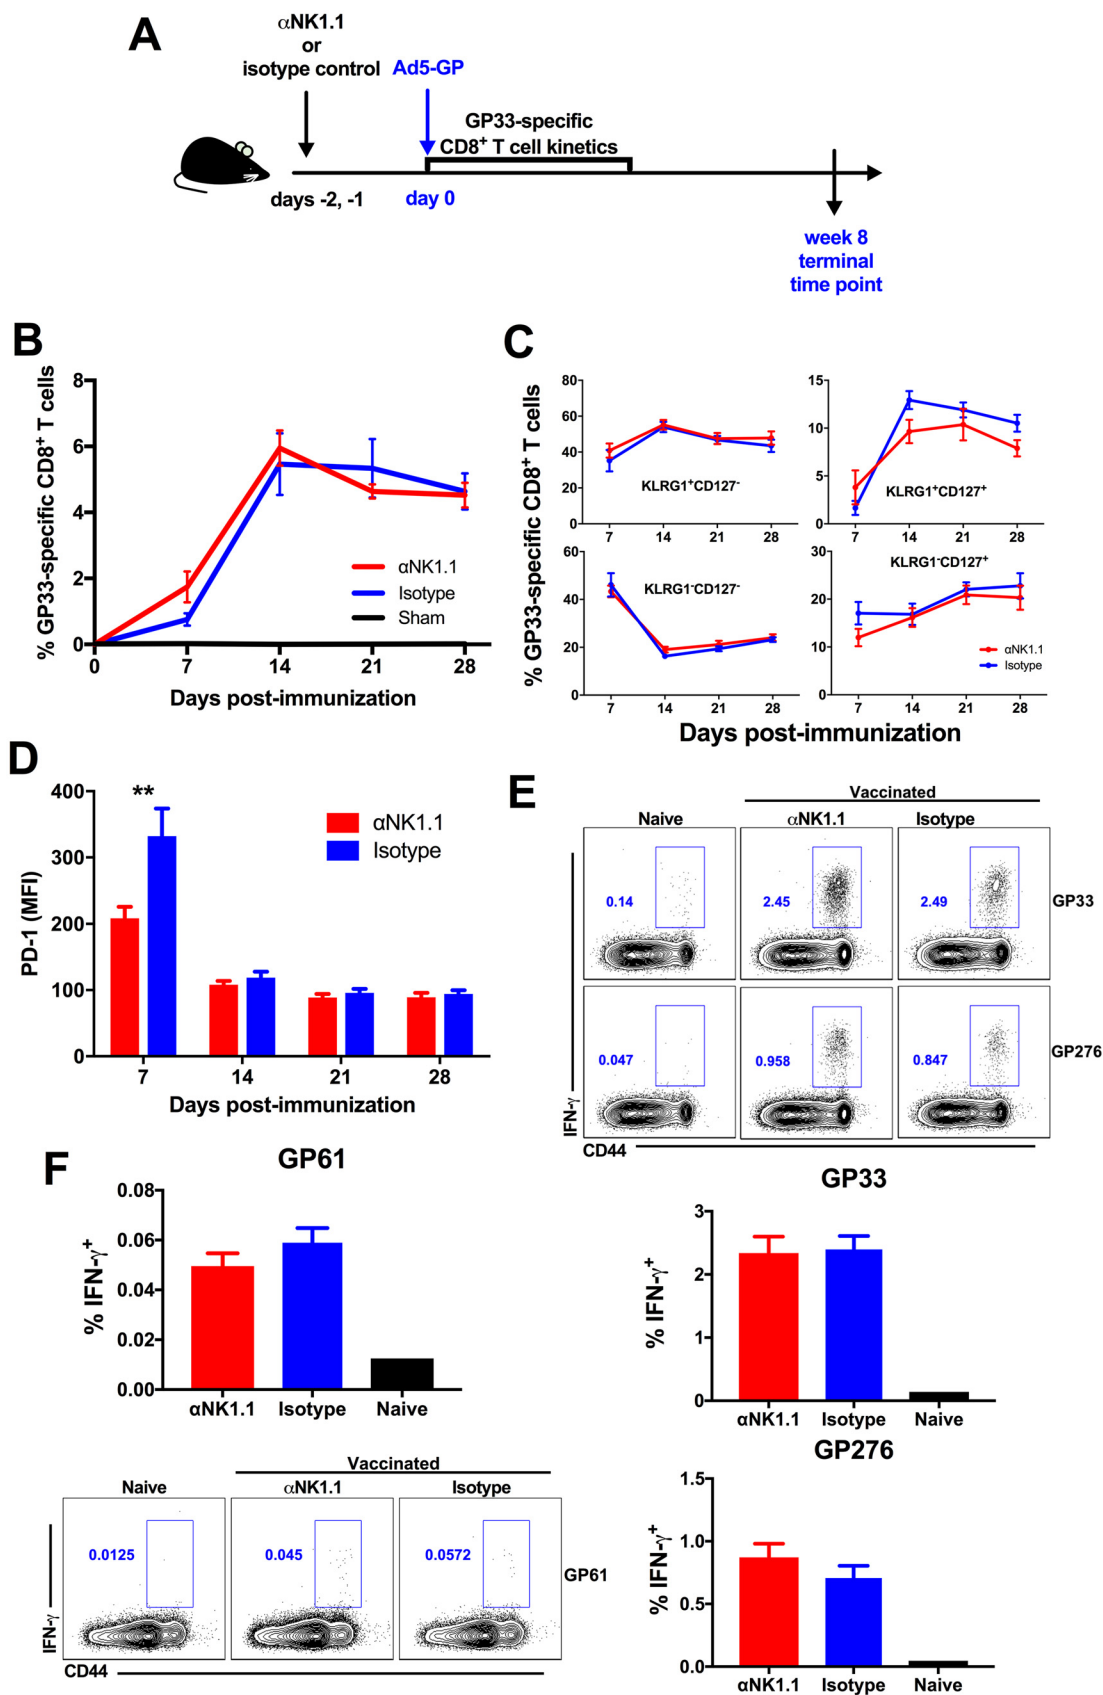 A
αNK1.1
or
isotype control
Ad5-GP
GP33-specific
CD8+ T cell kinetics
days -2, -1
day 0
week 8
terminal
time point
B
% GP33-specific CD8+ T cells
8
6
4
2
0
αNK1.1
Isotype
Sham
0 7 14 21 28
Days post-immunization
C
% GP33-specific CD8+ T cells
80
60
40
20
0
KLRG1+CD127-
7 14 21 28
15
10
5
0
KLRG1+CD127+
7 14 21 28
60
40
20
0
KLRG1-CD127-
7 14 21 28
30
20
10
0
KLRG1-CD127+
αNK1.1
Isotype
7 14 21 28
Days post-immunization
D
PD-1 (MFI)
400
300
200
100
0
**
αNK1.1
Isotype
7 14 21 28
Days post-immunization
E
Vaccinated
Naive αNK1.1 Isotype
0.14 2.45 2.49 GP33
0.047 0.958 0.847 GP276
IFN-γ
CD44
F
GP61
% IFN-γ+
0.08
0.06
0.04
0.02
0.00
αNK1.1 Isotype Naive
Vaccinated
Naive αNK1.1 Isotype
0.0125 0.045 0.0572 GP61
IFN-γ
CD44
GP33
% IFN-γ+
3
2
1
0
αNK1.1 Isotype Naive
GP276
% IFN-γ+
1.5
1.0
0.5
0.0
αNK1.1 Isotype Naive